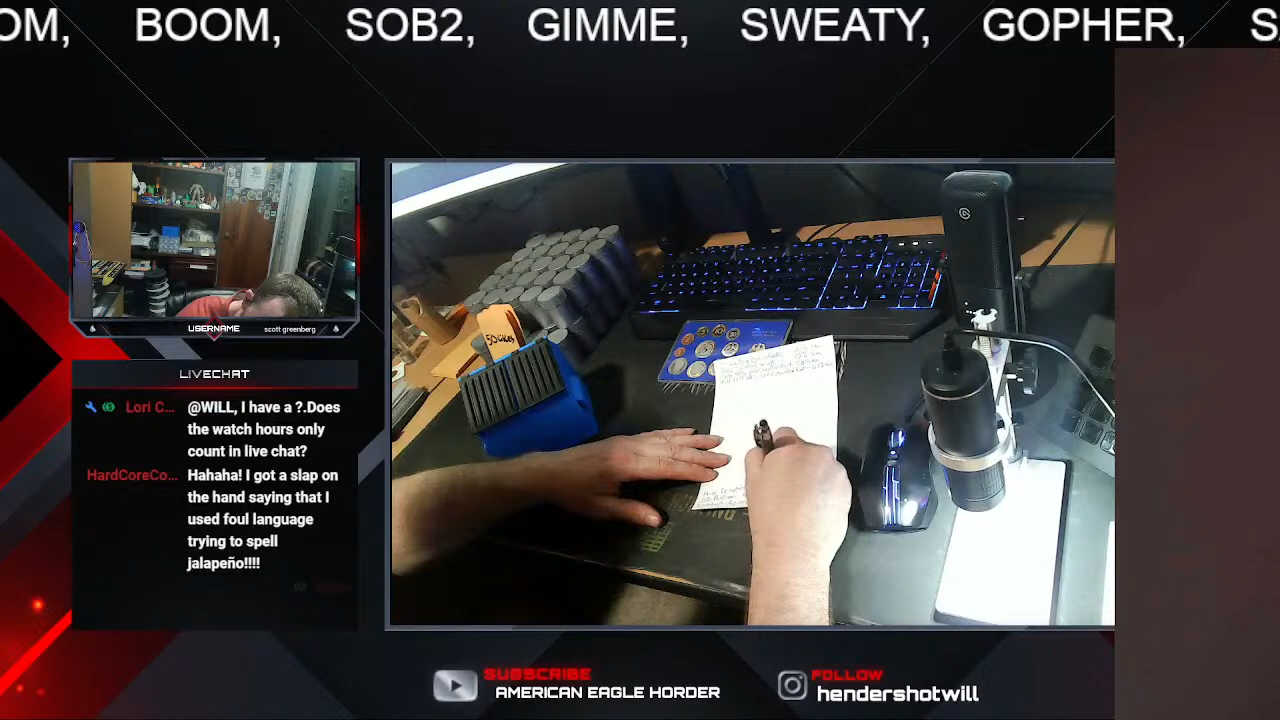 OM, BOOM, SOB2, GIMME, SWEATY, GOPHER, S
USERNAME scott greenberg
LIVECHAT
Lori C... @WILL, I have a ?.Does
the watch hours only
count in live chat?
HardCoreCo... Hahaha! I got a slap on
the hand saying that I
used foul language
trying to spell
jalapeño!!!!
SUBSCRIBE
AMERICAN EAGLE HORDER
FOLLOW
hendershotwill